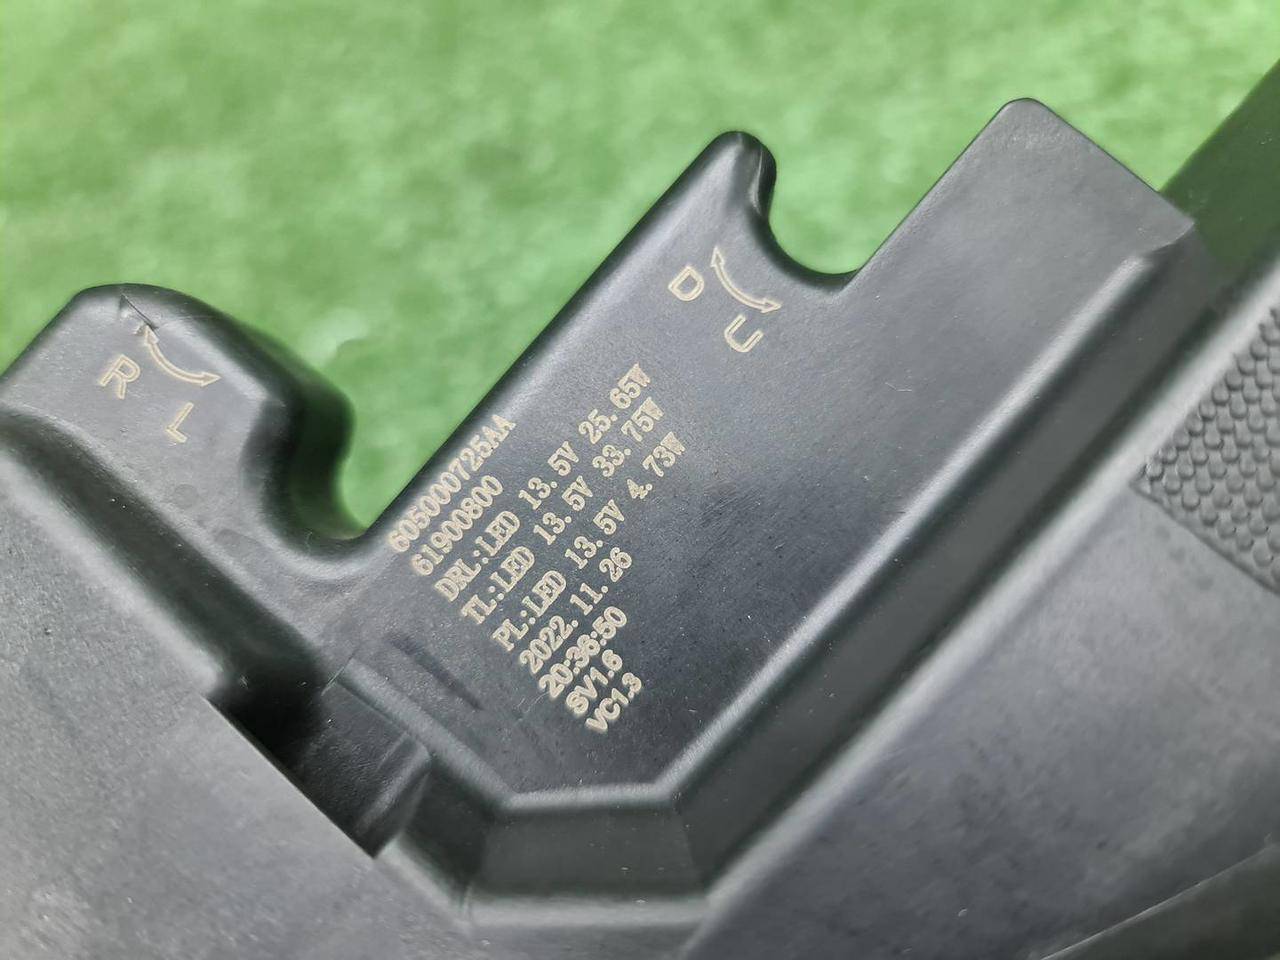 R
L
D
U
605000725AA
61900800
DRL:LED 13.5V 25.65W
TL:LED 13.5V 33.75W
PL:LED 13.5V 4.73W
2022.11.26
20:36:50
SV1.6
VC1.3